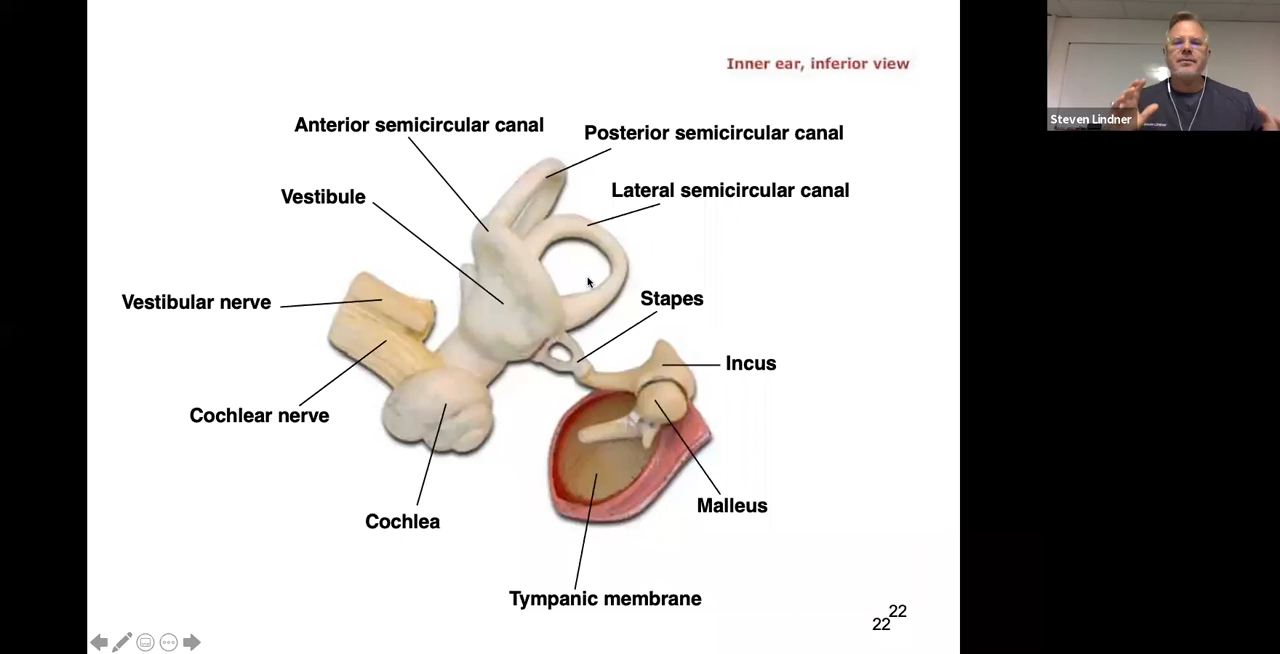 Inner ear, inferior view
Steven Lindner
Anterior semicircular canal
Posterior semicircular canal
Vestibule
Lateral semicircular canal
Vestibular nerve
Stapes
Incus
Cochlear nerve
Malleus
Cochlea
Tympanic membrane
22
22